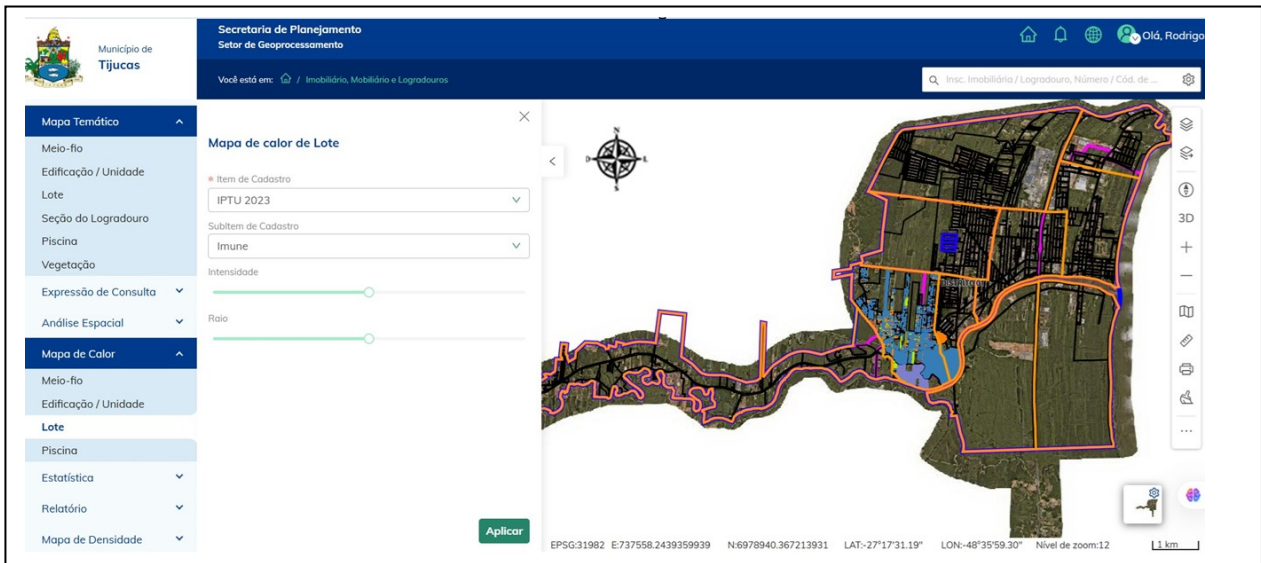 Município de
Tijucas
Secretaria de Planejamento
Setor de Geoprocessamento
Olá, Rodrigo
Você está em: / Imobiliário, Mobiliário e Logradouros
Insc. Imobiliária / Logradouro, Número / Cód. de ...
Mapa Temático
Meio-fio
Edificação / Unidade
Lote
Seção do Logradouro
Piscina
Vegetação
Expressão de Consulta
Análise Espacial
Mapa de Calor
Meio-fio
Edificação / Unidade
Lote
Piscina
Estatística
Relatório
Mapa de Densidade
Mapa de calor de Lote
* Item de Cadastro
IPTU 2023
SubItem de Cadastro
Imune
Intensidade
Raio
Aplicar
N
3D
EPSG:31982 E:737558.2439359939 N:6978940.367213931 LAT:-27°17'31.19" LON:-48°35'59.30" Nível de zoom:12
1 km